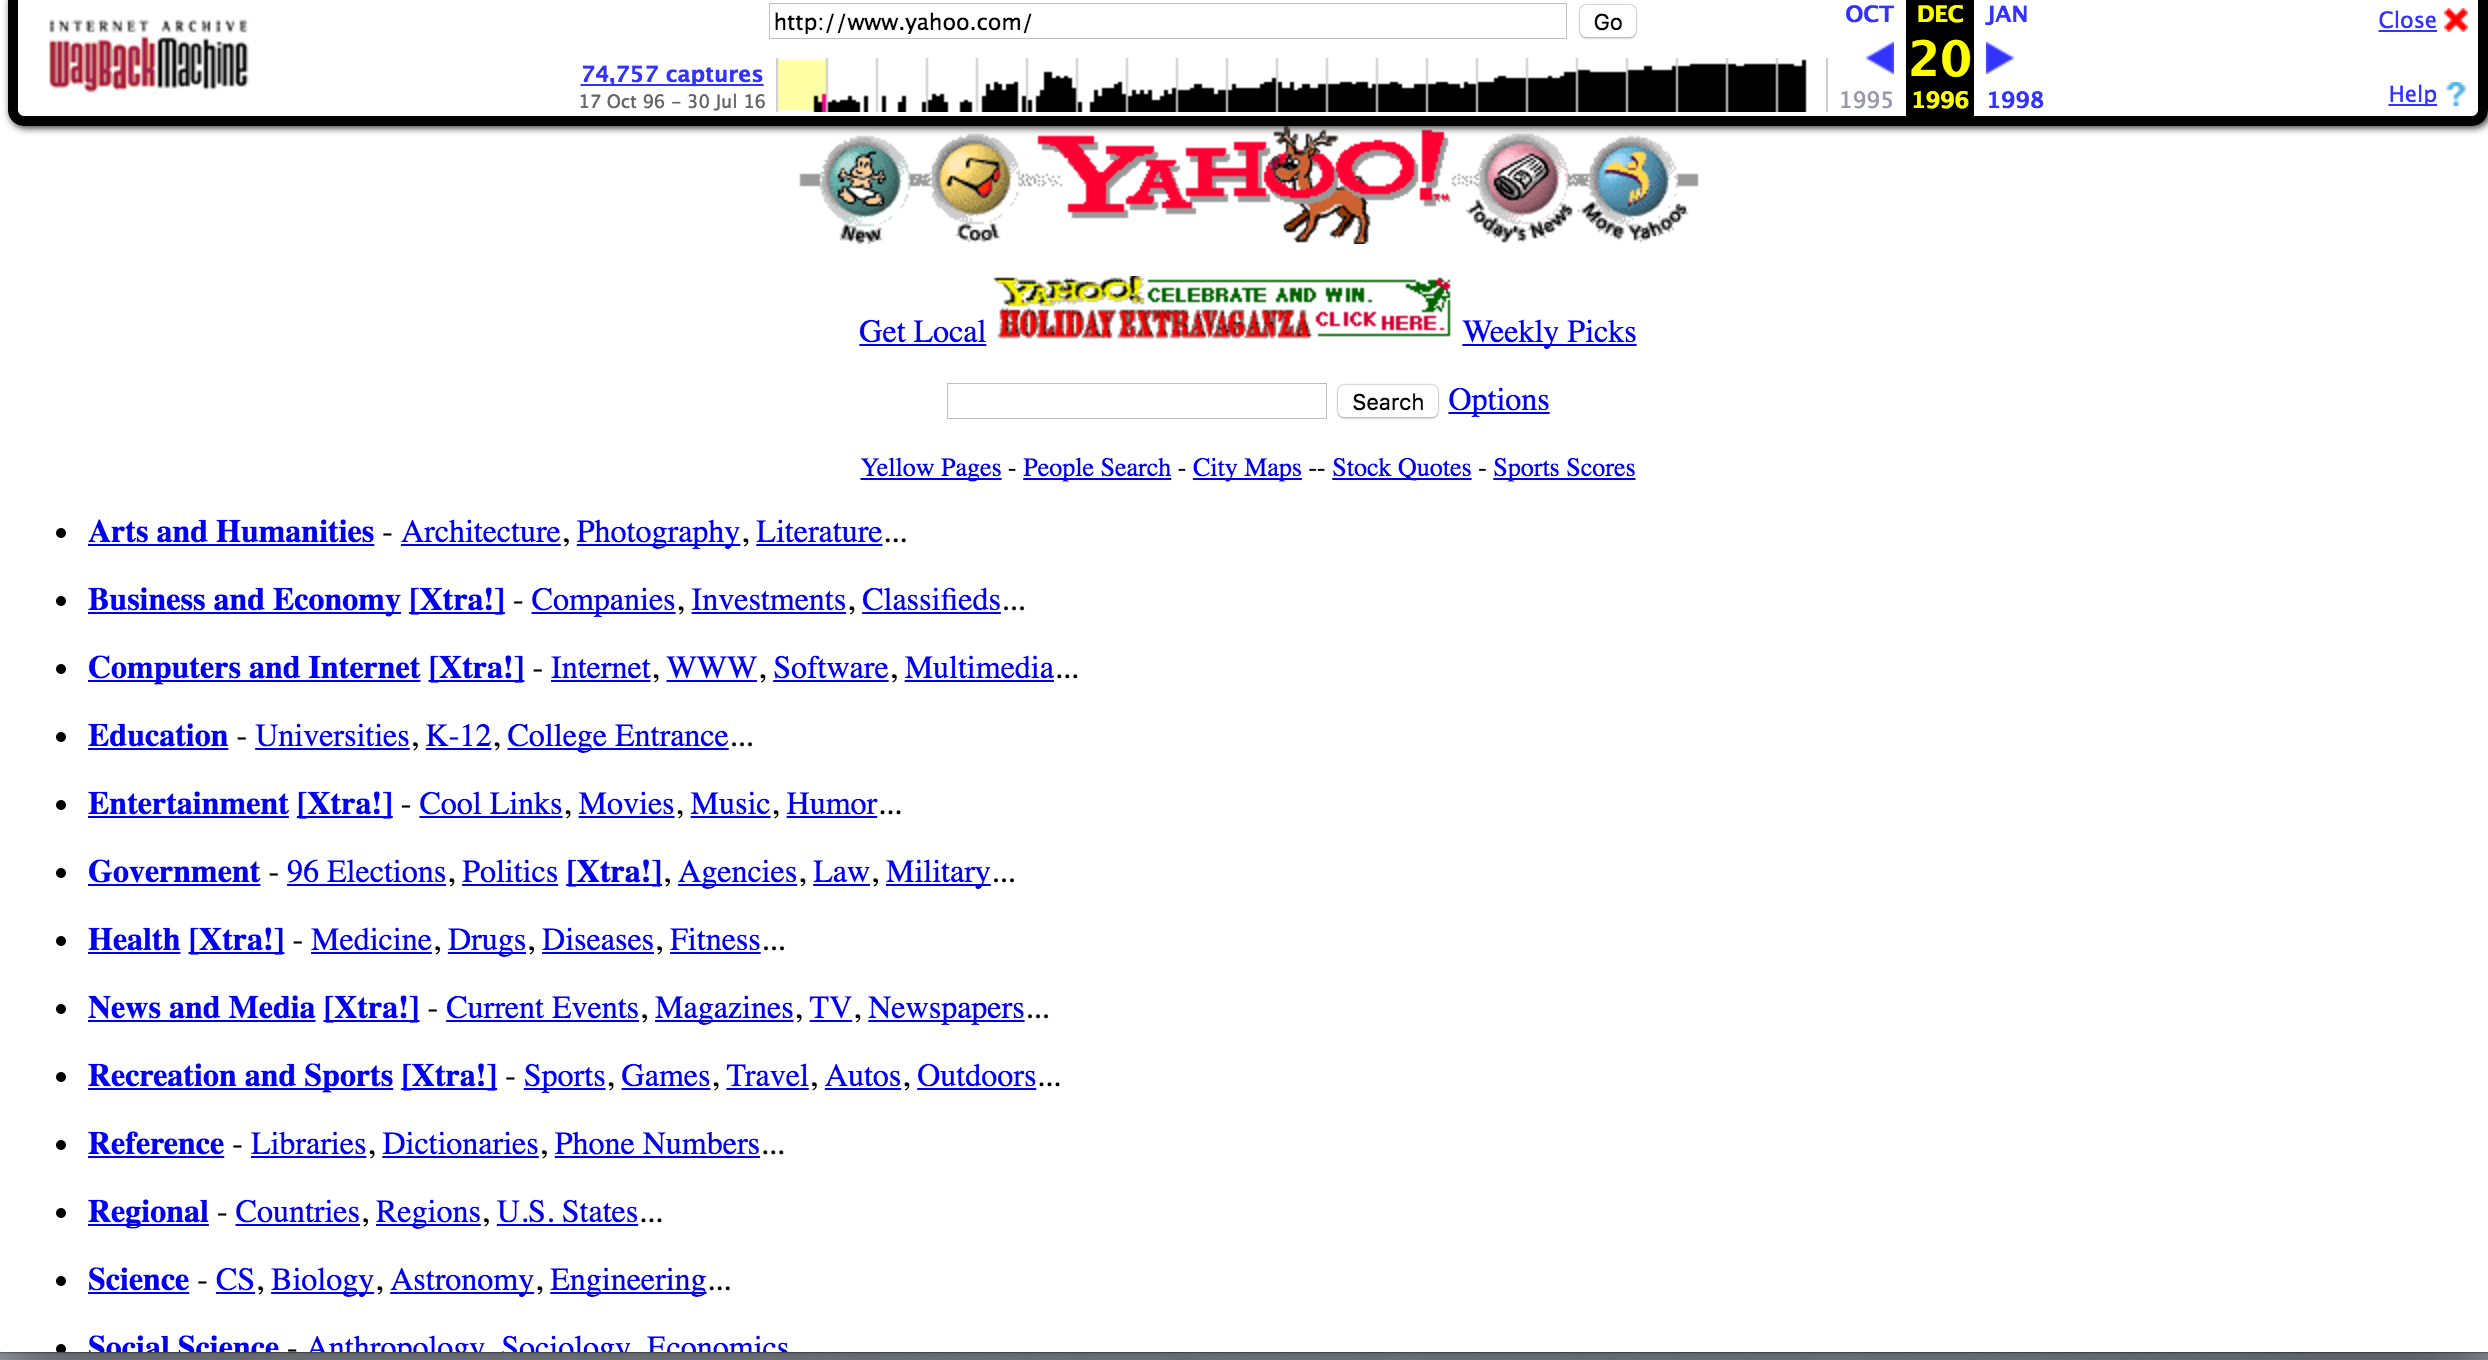 INTERNET ARCHIVE
WayBackMachine
http://www.yahoo.com/ Go
74,757 captures
17 Oct 96 – 30 Jul 16
OCT DEC JAN
20
1995 1996 1998
Close
Help ?
New Cool YAHOO!™ Today's News More Yahoos
YAHOO! CELEBRATE AND WIN.
Get Local HOLIDAY EXTRAVAGANZA CLICK HERE. Weekly Picks
Search Options
Yellow Pages - People Search - City Maps -- Stock Quotes - Sports Scores
• Arts and Humanities - Architecture, Photography, Literature...
• Business and Economy [Xtra!] - Companies, Investments, Classifieds...
• Computers and Internet [Xtra!] - Internet, WWW, Software, Multimedia...
• Education - Universities, K-12, College Entrance...
• Entertainment [Xtra!] - Cool Links, Movies, Music, Humor...
• Government - 96 Elections, Politics [Xtra!], Agencies, Law, Military...
• Health [Xtra!] - Medicine, Drugs, Diseases, Fitness...
• News and Media [Xtra!] - Current Events, Magazines, TV, Newspapers...
• Recreation and Sports [Xtra!] - Sports, Games, Travel, Autos, Outdoors...
• Reference - Libraries, Dictionaries, Phone Numbers...
• Regional - Countries, Regions, U.S. States...
• Science - CS, Biology, Astronomy, Engineering...
• Social Science - Anthropology, Sociology, Economics